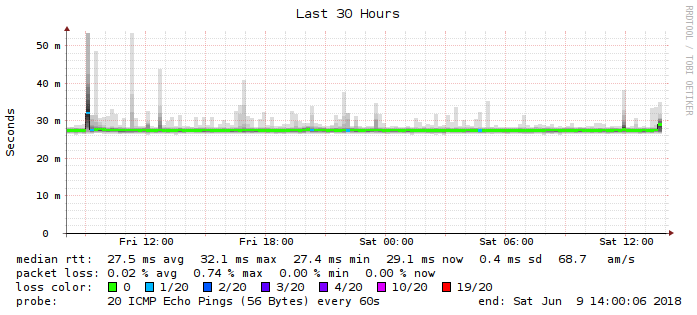 Last 30 Hours
RRDTOOL / TOBI OETIKER
Seconds
50 m
40 m
30 m
20 m
10 m
0
Fri 12:00 Fri 18:00 Sat 00:00 Sat 06:00 Sat 12:00
median rtt: 27.5 ms avg 32.1 ms max 27.4 ms min 29.1 ms now 0.4 ms sd 68.7 am/s
packet loss: 0.02 % avg 0.74 % max 0.00 % min 0.00 % now
loss color: 0 1/20 2/20 3/20 4/20 10/20 19/20
probe: 20 ICMP Echo Pings (56 Bytes) every 60s end: Sat Jun 9 14:00:06 2018